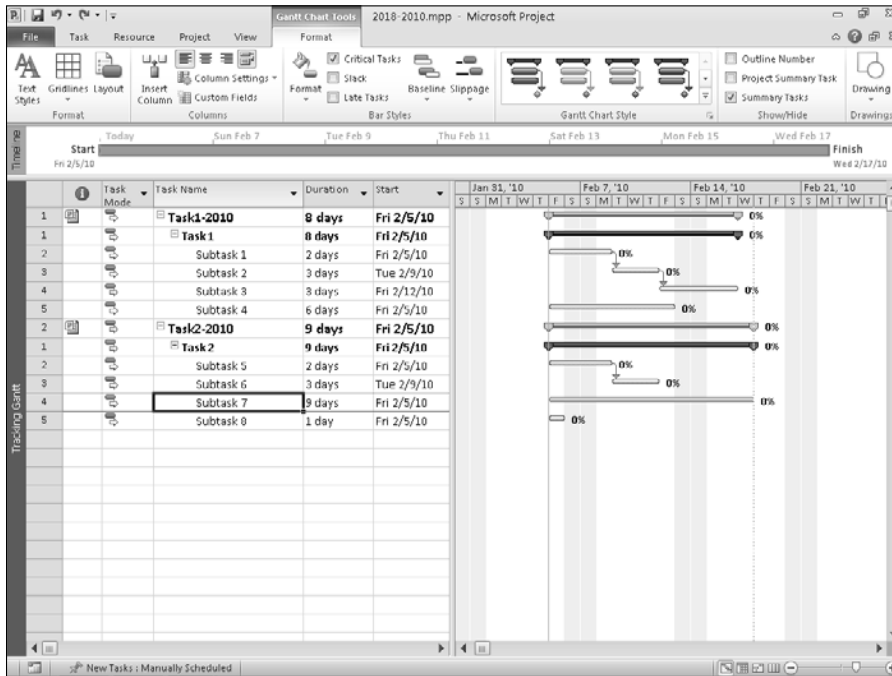 Gantt Chart Tools 2018-2010.mpp - Microsoft Project
File Task Resource Project View Format
Text Styles Gridlines Layout Insert Column Column Settings Custom Fields Format Critical Tasks Slack Late Tasks Baseline Slippage Outline Number Project Summary Task Summary Tasks Drawing
Format Columns Bar Styles Gantt Chart Style Show/Hide Drawings
Timeline
Today Sun Feb 7 Tue Feb 9 Thu Feb 11 Sat Feb 13 Mon Feb 15 Wed Feb 17
Start Finish
Fri 2/5/10 Wed 2/17/10
Task Mode Task Name Duration Start Jan 31, '10 Feb 7, '10 Feb 14, '10 Feb 21, '10
S S M T W T F S S M T W T F S S M T W T F S S M T W T F
1 Task1-2010 8 days Fri 2/5/10 0%
1 Task 1 8 days Fri 2/5/10 0%
2 Subtask 1 2 days Fri 2/5/10 0%
3 Subtask 2 3 days Tue 2/9/10 0%
4 Subtask 3 3 days Fri 2/12/10 0%
5 Subtask 4 6 days Fri 2/5/10 0%
2 Task2-2010 9 days Fri 2/5/10 0%
1 Task 2 9 days Fri 2/5/10 0%
2 Subtask 5 2 days Fri 2/5/10 0%
3 Subtask 6 3 days Tue 2/9/10 0%
4 Subtask 7 9 days Fri 2/5/10 0%
5 Subtask 8 1 day Fri 2/5/10 0%
Tracking Gantt
New Tasks : Manually Scheduled